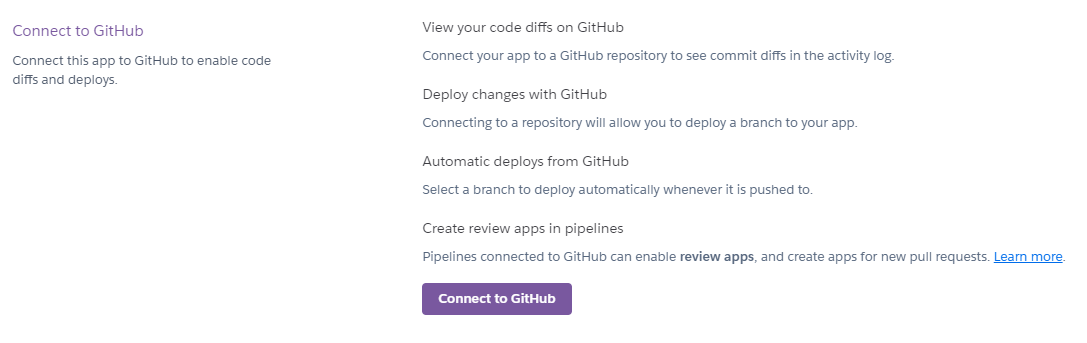 Connect to GitHub
Connect this app to GitHub to enable code
diffs and deploys.
View your code diffs on GitHub
Connect your app to a GitHub repository to see commit diffs in the activity log.
Deploy changes with GitHub
Connecting to a repository will allow you to deploy a branch to your app.
Automatic deploys from GitHub
Select a branch to deploy automatically whenever it is pushed to.
Create review apps in pipelines
Pipelines connected to GitHub can enable review apps, and create apps for new pull requests. Learn more.
Connect to GitHub